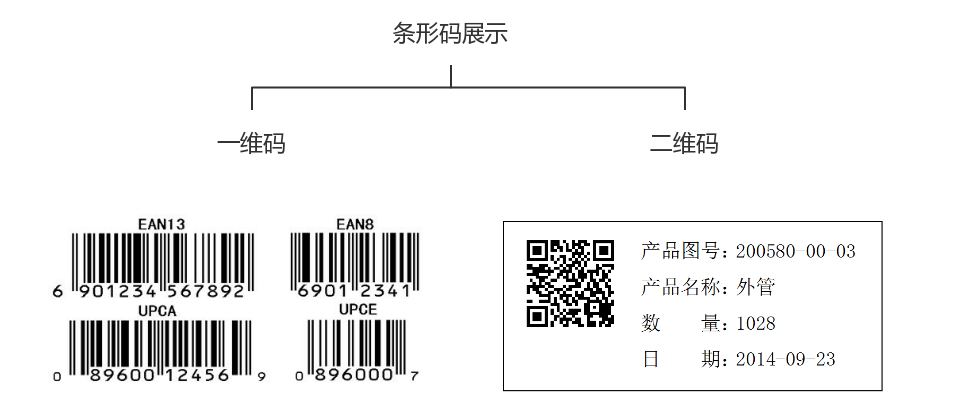 条形码展示
一维码
二维码
EAN13
6 901234 567892
EAN8
6901 2341
UPCA
0 89600 12456 9
UPCE
0 896000 7
产品图号: 200580-00-03
产品名称: 外管
数 量: 1028
日 期: 2014-09-23